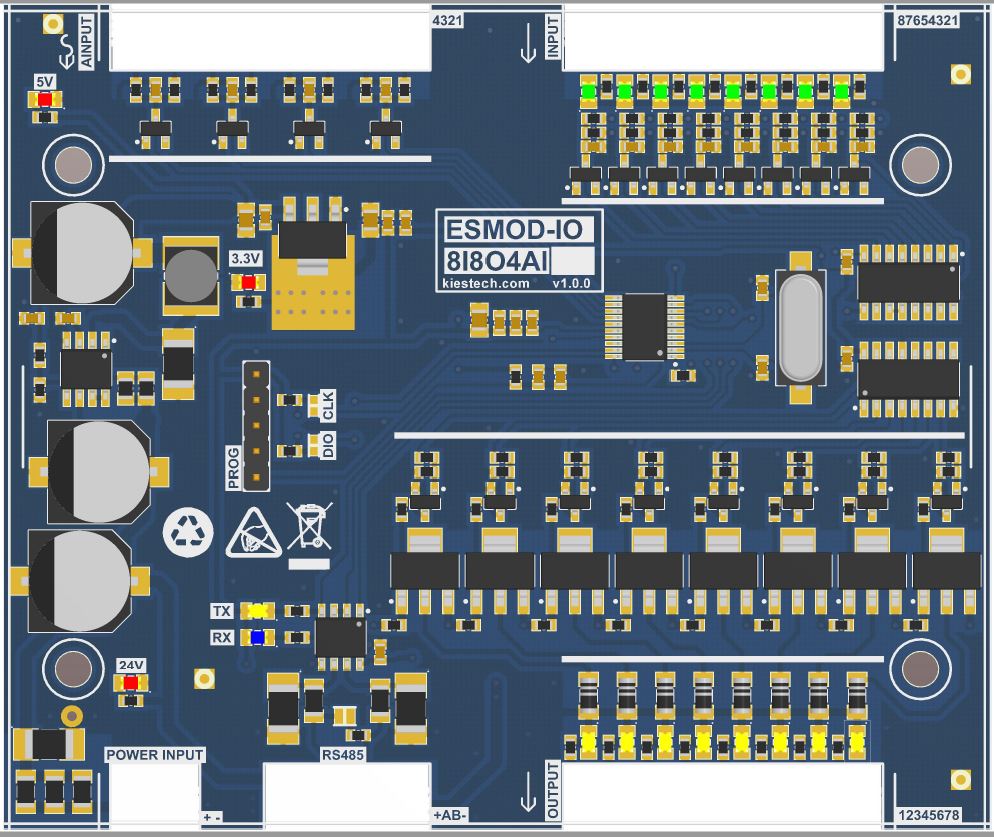 AINPUT
4321
INPUT
87654321
5V
ESMOD-IO
8I8O4AI
kiestech.com v1.0.0
3.3V
CLK
DIO
PROG
TX
RX
24V
POWER INPUT
RS485
OUTPUT
+ -
+AB-
12345678